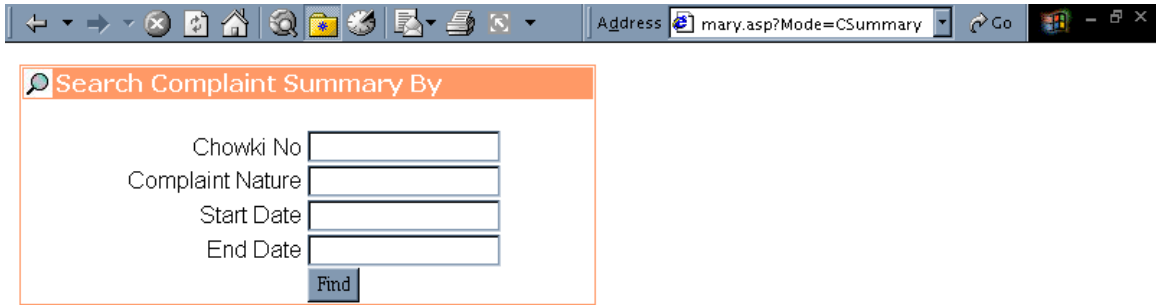 Address mary.asp?Mode=CSummary Go
Search Complaint Summary By
Chowki No
Complaint Nature
Start Date
End Date
Find